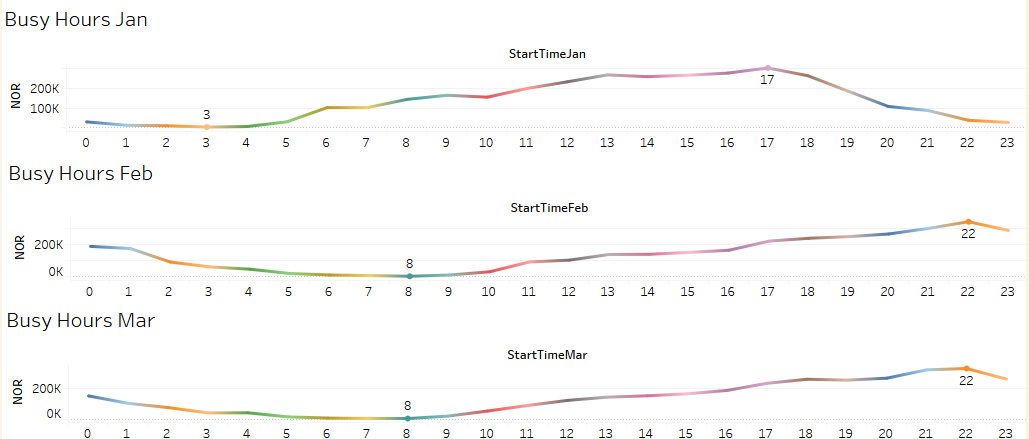 Busy Hours Jan
StartTimeJan
NOR
200K
100K
3
17
0 1 2 3 4 5 6 7 8 9 10 11 12 13 14 15 16 17 18 19 20 21 22 23
Busy Hours Feb
StartTimeFeb
NOR
200K
0K
8
22
0 1 2 3 4 5 6 7 8 9 10 11 12 13 14 15 16 17 18 19 20 21 22 23
Busy Hours Mar
StartTimeMar
NOR
200K
0K
8
22
0 1 2 3 4 5 6 7 8 9 10 11 12 13 14 15 16 17 18 19 20 21 22 23